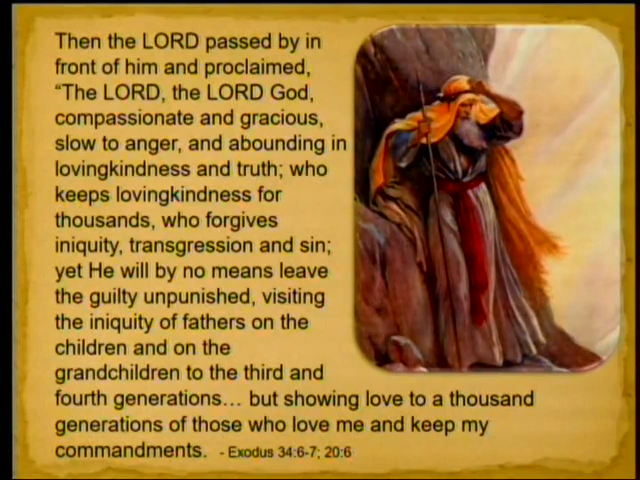 Then the LORD passed by in
front of him and proclaimed,
“The LORD, the LORD God,
compassionate and gracious,
slow to anger, and abounding in
lovingkindness and truth; who
keeps lovingkindness for
thousands, who forgives
iniquity, transgression and sin;
yet He will by no means leave
the guilty unpunished, visiting
the iniquity of fathers on the
children and on the
grandchildren to the third and
fourth generations… but showing love to a thousand
generations of those who love me and keep my
commandments. - Exodus 34:6-7; 20:6